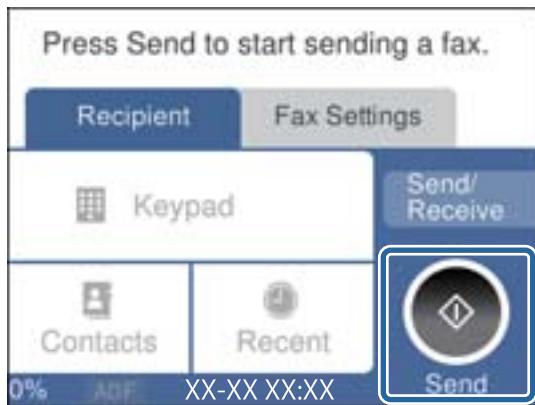 Press Send to start sending a fax.
Recipient
Fax Settings
Keypad
Send/
Receive
Contacts
Recent
0%
ADF
XX-XX XX:XX
Send